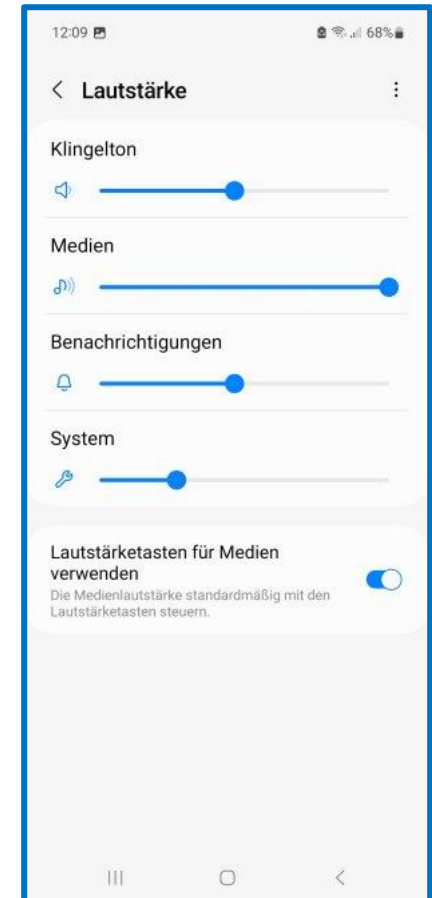 12:09 68%
Lautstärke
Klingelton
Medien
Benachrichtigungen
System
Lautstärketasten für Medien
verwenden
Die Medienlautstärke standardmäßig mit den
Lautstärketasten steuern.